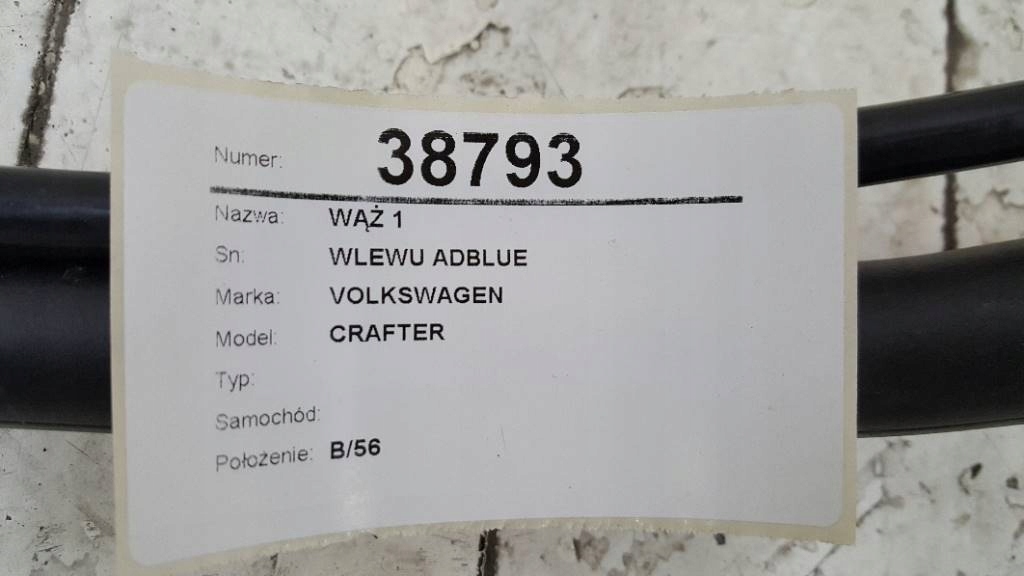 Numer: 38793
Nazwa: WĄŻ 1
Sn: WLEWU ADBLUE
Marka: VOLKSWAGEN
Model: CRAFTER
Typ:
Samochód:
Położenie: B/56